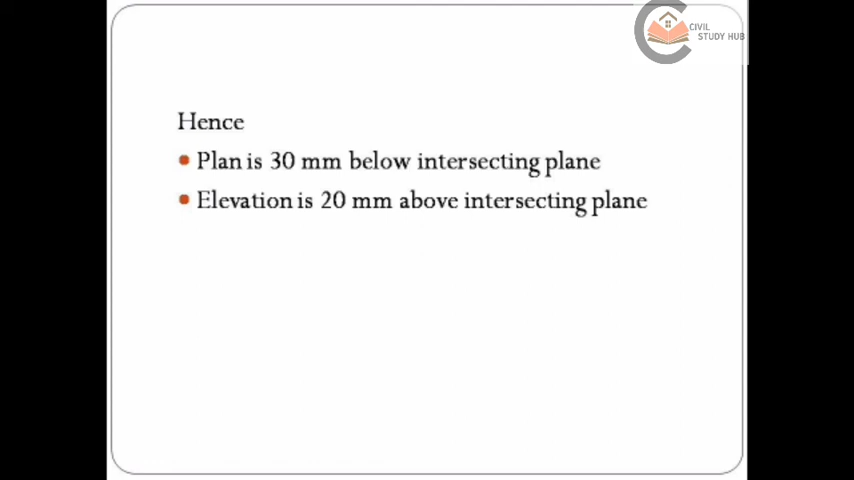 CIVIL
STUDY HUB
Hence
Plan is 30 mm below intersecting plane
Elevation is 20 mm above intersecting plane